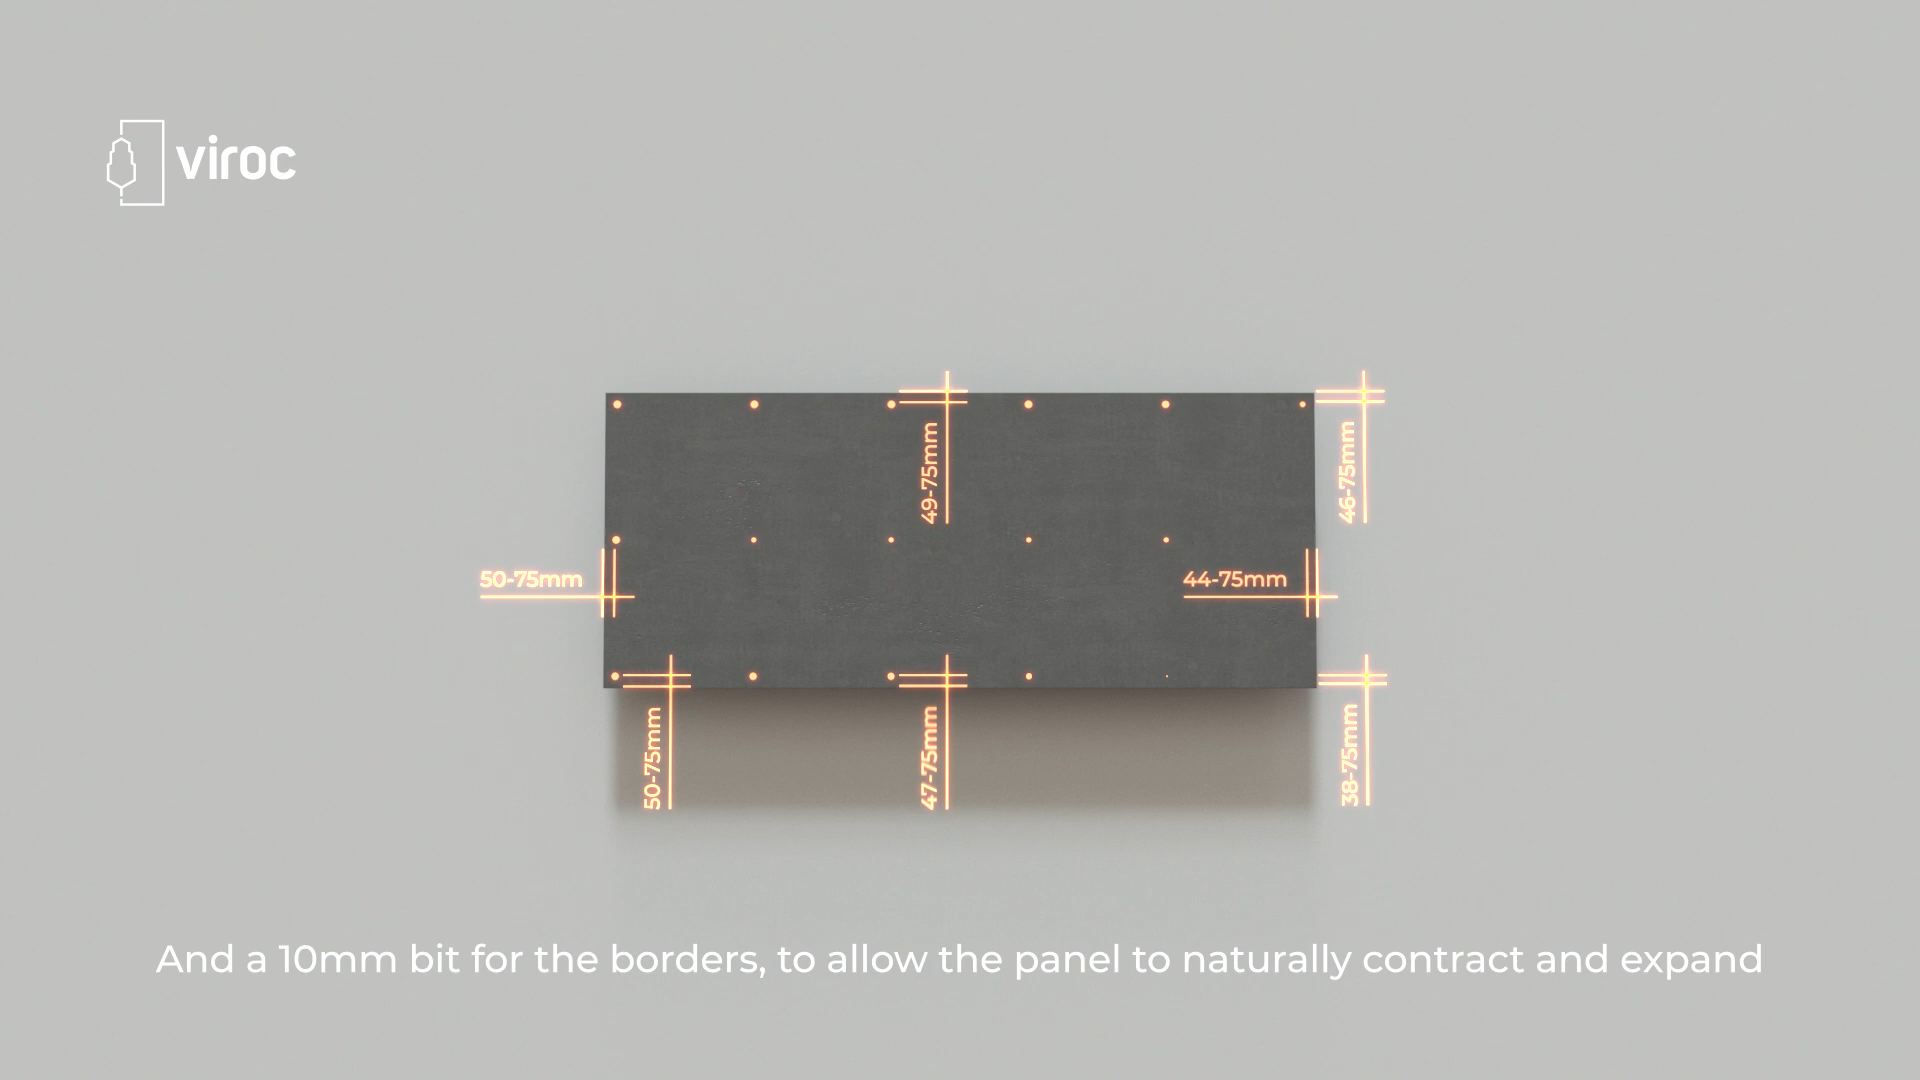 viroc
49-75mm
46-75mm
50-75mm
44-75mm
50-75mm
47-75mm
38-75mm
And a 10mm bit for the borders, to allow the panel to naturally contract and expand